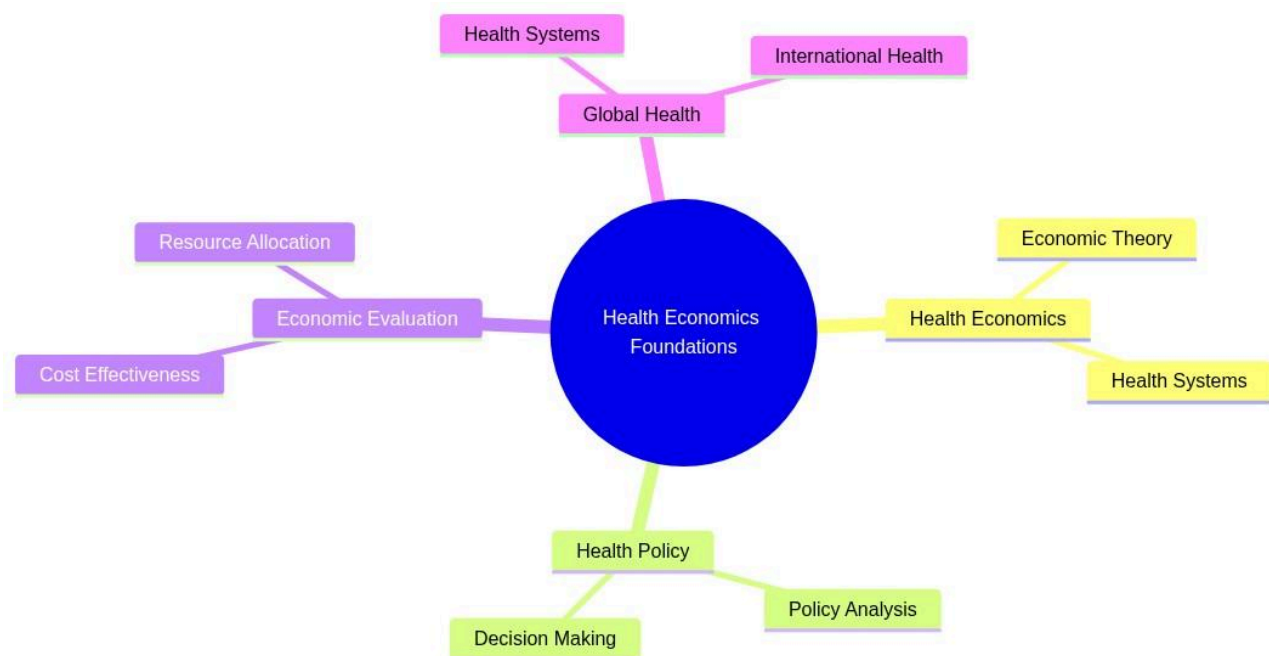 Health Systems
International Health
Global Health
Resource Allocation
Economic Theory
Economic Evaluation
Health Economics
Foundations
Health Economics
Cost Effectiveness
Health Systems
Health Policy
Policy Analysis
Decision Making